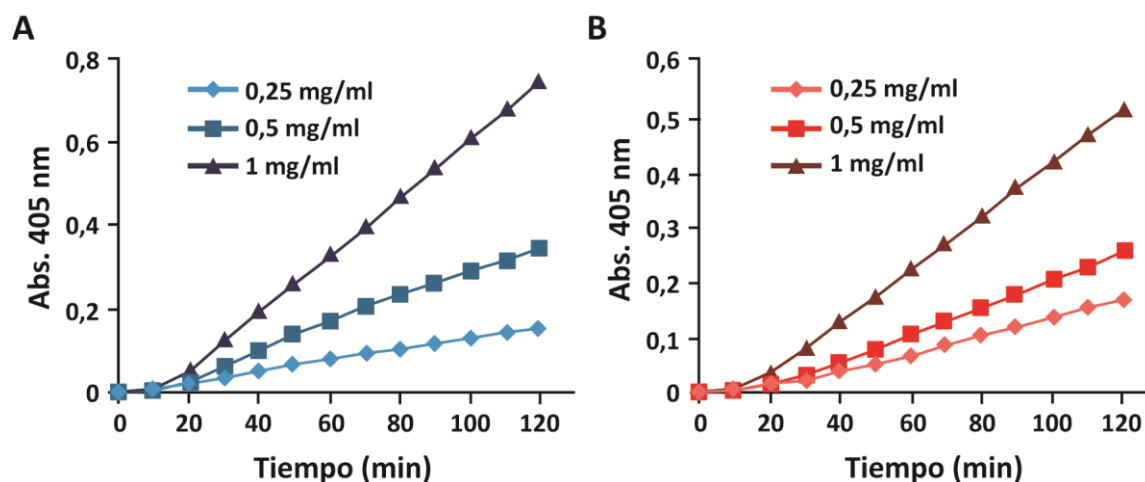 A
0,8
0,6
0,4
0,2
0
Abs. 405 nm
0,25 mg/ml
0,5 mg/ml
1 mg/ml
0 20 40 60 80 100 120
Tiempo (min)
B
0,6
0,5
0,4
0,3
0,2
0,1
0
Abs. 405 nm
0,25 mg/ml
0,5 mg/ml
1 mg/ml
0 20 40 60 80 100 120
Tiempo (min)